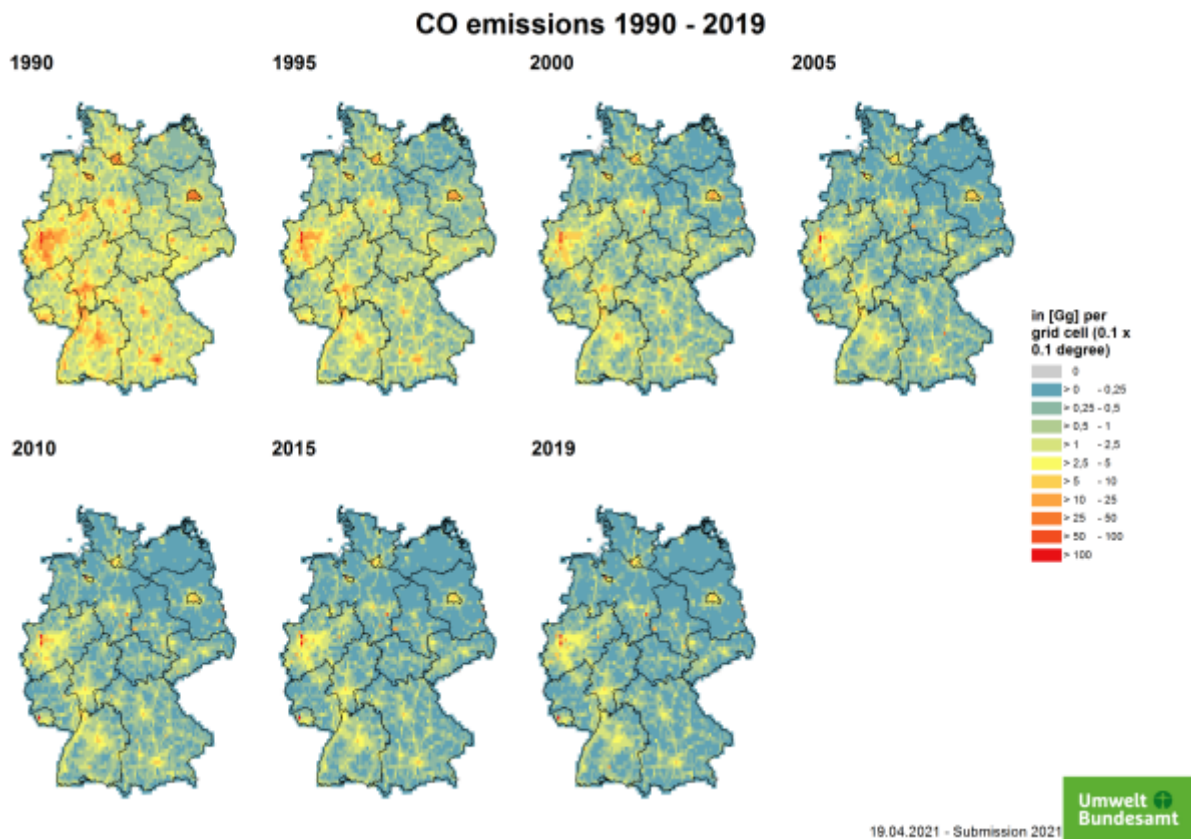 CO emissions 1990 - 2019
1990
1995
2000
2005
in [Gg] per
grid cell (0.1 x
0.1 degree)
0
> 0 - 0,25
> 0,25 - 0,5
> 0,5 - 1
> 1 - 2,5
> 2,5 - 5
> 5 - 10
> 10 - 25
> 25 - 50
> 50 - 100
> 100
2010
2015
2019
Umwelt
Bundesamt
19.04.2021 - Submission 2021